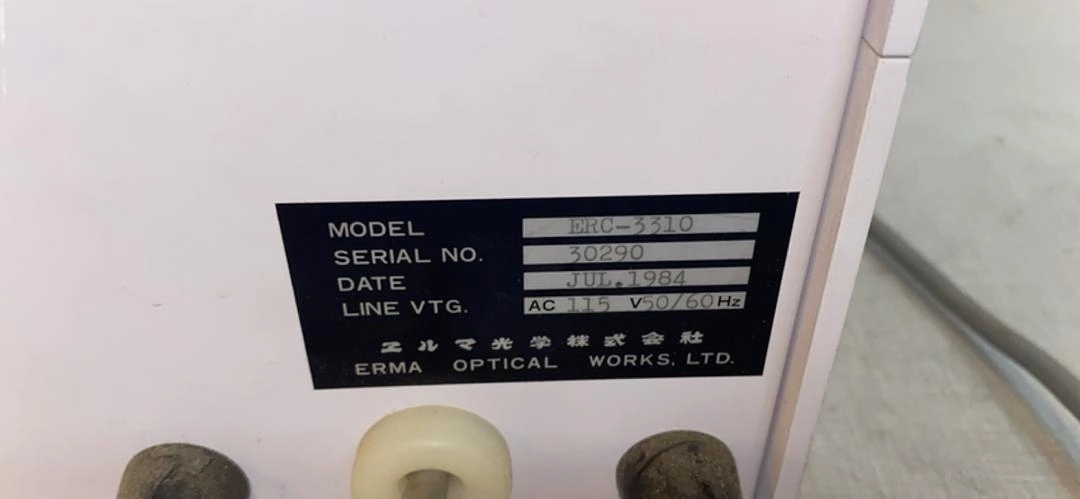 MODEL ERC-3310
SERIAL NO. 30290
DATE JUL.1984
LINE VTG. AC 115 V50/60Hz
エルマ光学株式会社
ERMA OPTICAL WORKS, LTD.